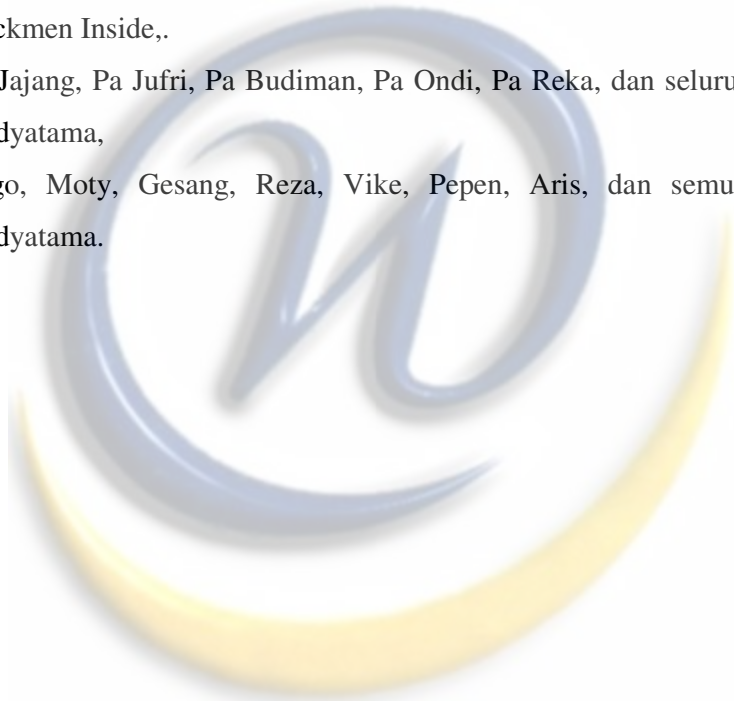 ckmen Inside,.
Jajang, Pa Jufri, Pa Budiman, Pa Ondi, Pa Reka, dan seluru
dyatama,
go, Moty, Gesang, Reza, Vike, Pepen, Aris, dan semu
dyatama.